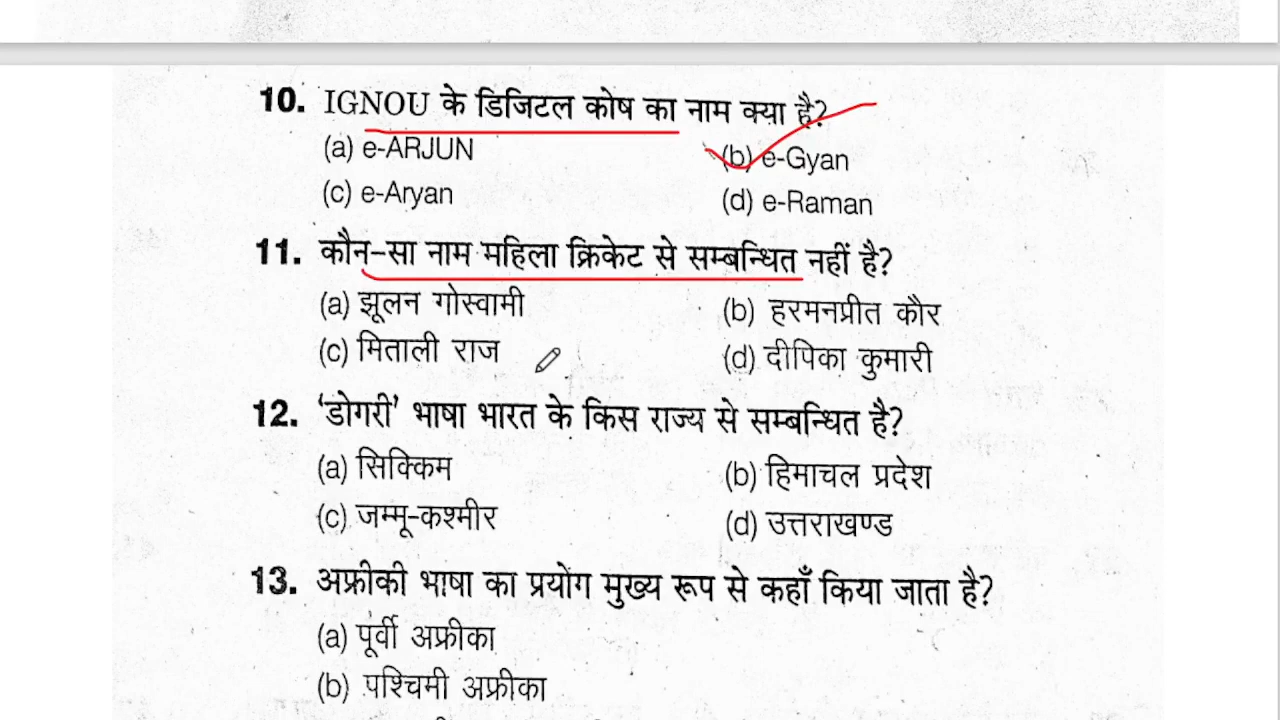 10. IGNOU के डिजिटल कोष का नाम क्या है?
(a) e-ARJUN (b) e-Gyan
(c) e-Aryan (d) e-Raman
11. कौन-सा नाम महिला क्रिकेट से सम्बन्धित नहीं है?
(a) झूलन गोस्वामी (b) हरमनप्रीत कौर
(c) मिताली राज (d) दीपिका कुमारी
12. 'डोगरी' भाषा भारत के किस राज्य से सम्बन्धित है?
(a) सिक्किम (b) हिमाचल प्रदेश
(c) जम्मू-कश्मीर (d) उत्तराखण्ड
13. अफ्रीकी भाषा का प्रयोग मुख्य रूप से कहाँ किया जाता है?
(a) पूर्वी अफ्रीका
(b) पश्चिमी अफ्रीका